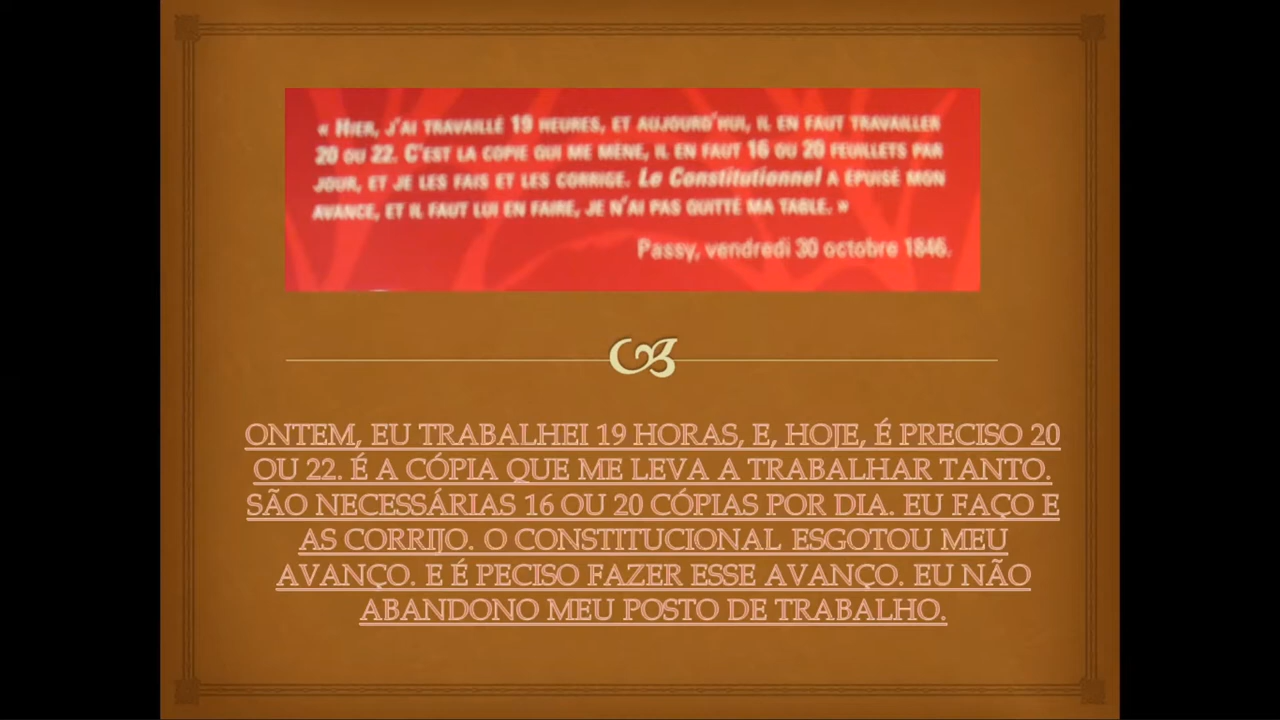 « HIER, J'AI TRAVAILLÉ 19 HEURES, ET AUJOURD'HUI, IL EN FAUT TRAVAILLER
20 OU 22. C'EST LA COPIE QUI ME MÈNE, IL EN FAUT 16 OU 20 FEUILLETS PAR
JOUR, ET JE LES FAIS ET LES CORRIGE. Le Constitutionnel A ÉPUISÉ MON
AVANCE, ET IL FAUT LUI EN FAIRE, JE N'AI PAS QUITTÉ MA TABLE. »
Passy, vendredi 30 octobre 1846.
ONTEM, EU TRABALHEI 19 HORAS, E, HOJE, É PRECISO 20
OU 22. É A CÓPIA QUE ME LEVA A TRABALHAR TANTO.
SÃO NECESSÁRIAS 16 OU 20 CÓPIAS POR DIA. EU FAÇO E
AS CORRIJO. O CONSTITUCIONAL ESGOTOU MEU
AVANÇO. E É PECISO FAZER ESSE AVANÇO. EU NÃO
ABANDONO MEU POSTO DE TRABALHO.